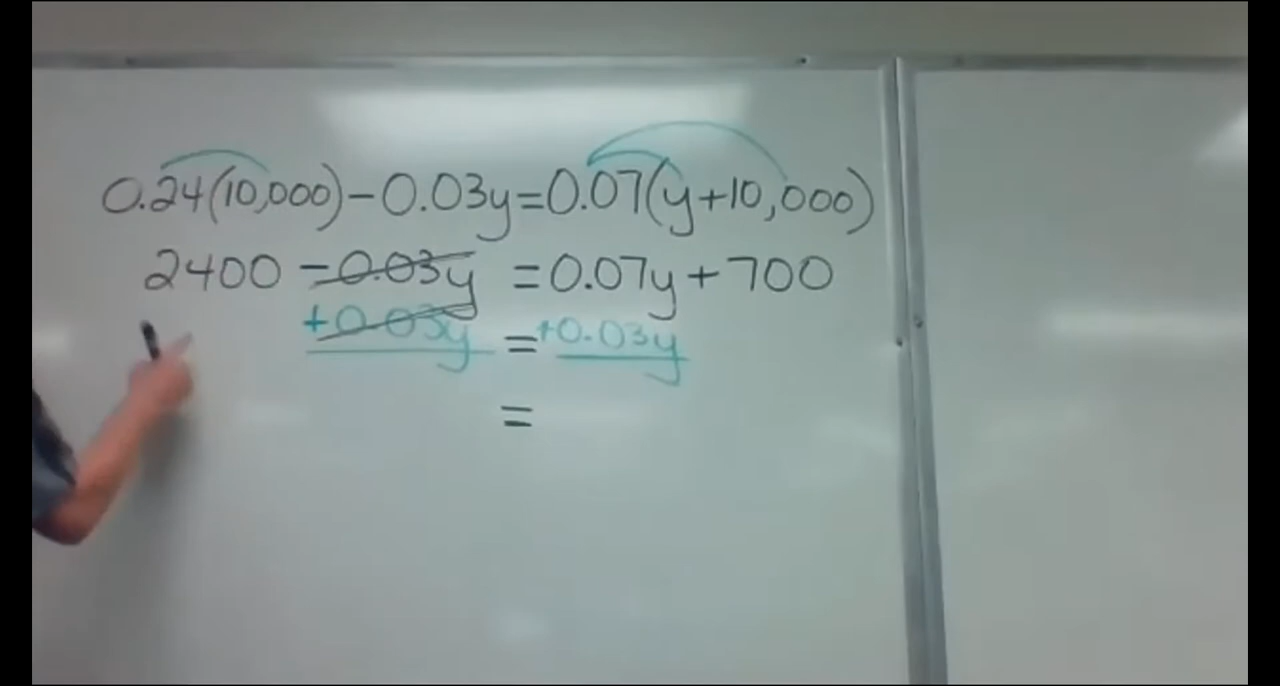 0.24(10,000)-0.03y=0.07(y+10,000)
2400 -0.03y =0.07y+700
+0.03y = +0.03y
=